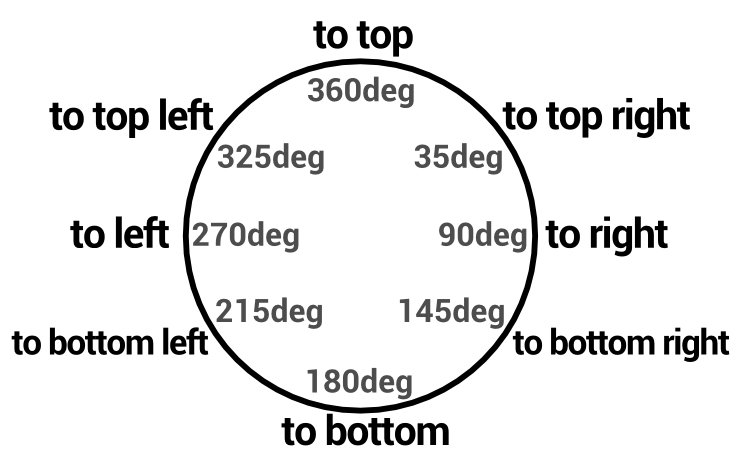 to top
360deg
to top left
to top right
325deg
35deg
to left
270deg
90deg
to right
215deg
145deg
to bottom left
to bottom right
180deg
to bottom